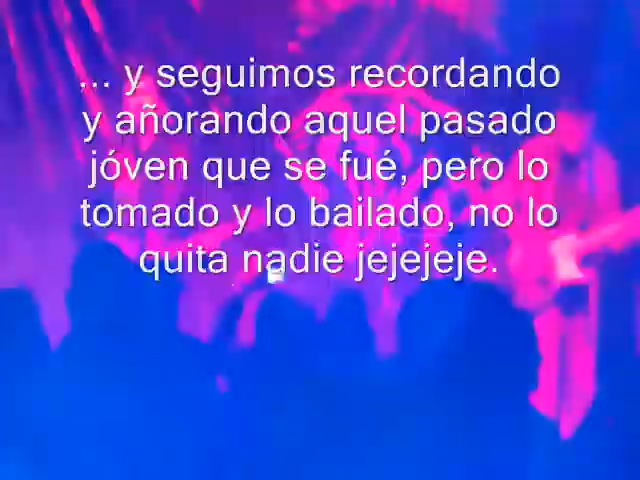 ... y seguimos recordando
y añorando aquel pasado
jóven que se fué, pero lo
tomado y lo bailado, no lo
quita nadie jejejeje.